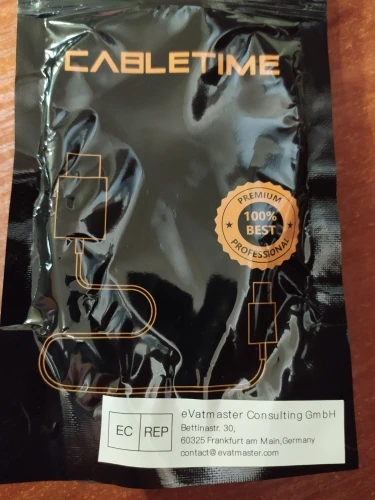 CABLETIME
PREMIUM
100%
BEST
PROFESSIONAL
EC REP
eVatmaster Consulting GmbH
Bettinastr. 30,
60325 Frankfurt am Main,Germany
contact@evatmaster.com